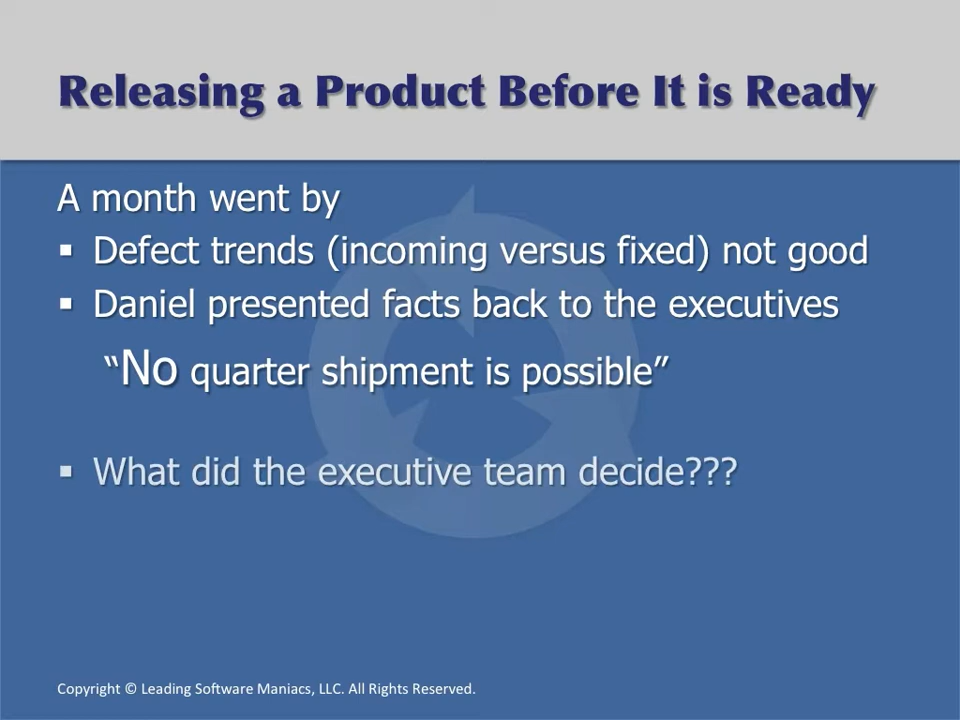 Releasing a Product Before It is Ready
A month went by
▪ Defect trends (incoming versus fixed) not good
▪ Daniel presented facts back to the executives
“No quarter shipment is possible”
▪ What did the executive team decide???
Copyright © Leading Software Maniacs, LLC. All Rights Reserved.